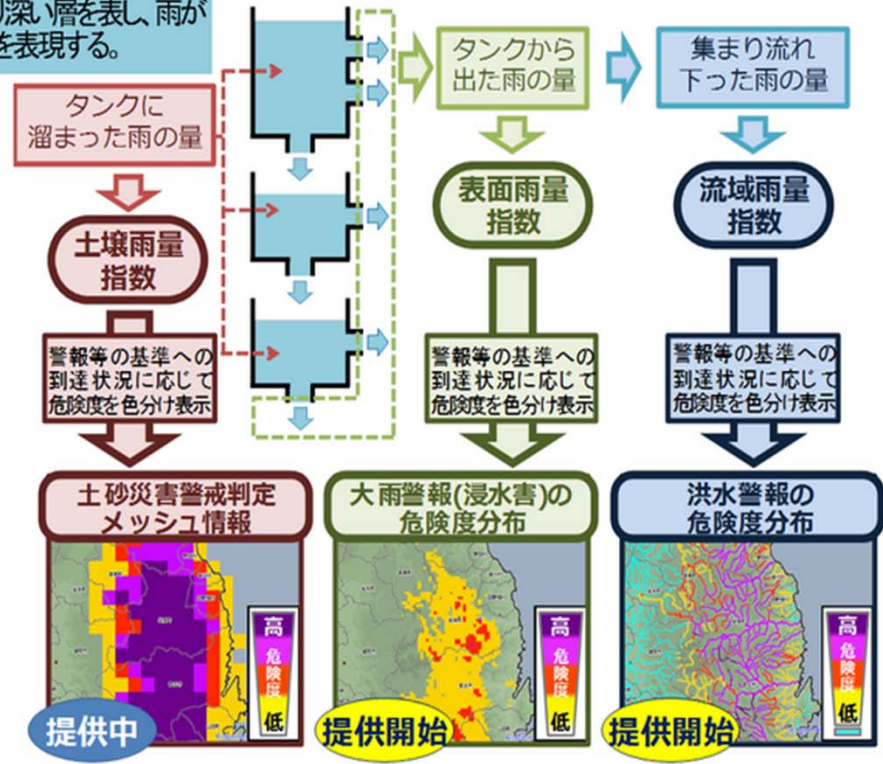 り深い層を表し、雨が
を表現する。
タンクに
溜まった雨の量
タンクから
出た雨の量
集まり流れ
下った雨の量
土壌雨量
指数
表面雨量
指数
流域雨量
指数
警報等の基準への
到達状況に応じて
危険度を色分け表示
警報等の基準への
到達状況に応じて
危険度を色分け表示
警報等の基準への
到達状況に応じて
危険度を色分け表示
土砂災害警戒判定
メッシュ情報
大雨警報(浸水害)の
危険度分布
洪水警報の
危険度分布
高
危険度
低
高
危険度
低
高
危険度
低
提供中
提供開始
提供開始